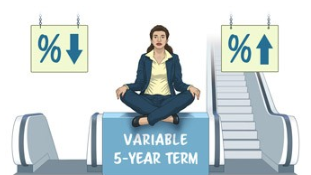 %
%
VARIABLE
5-YEAR TERM